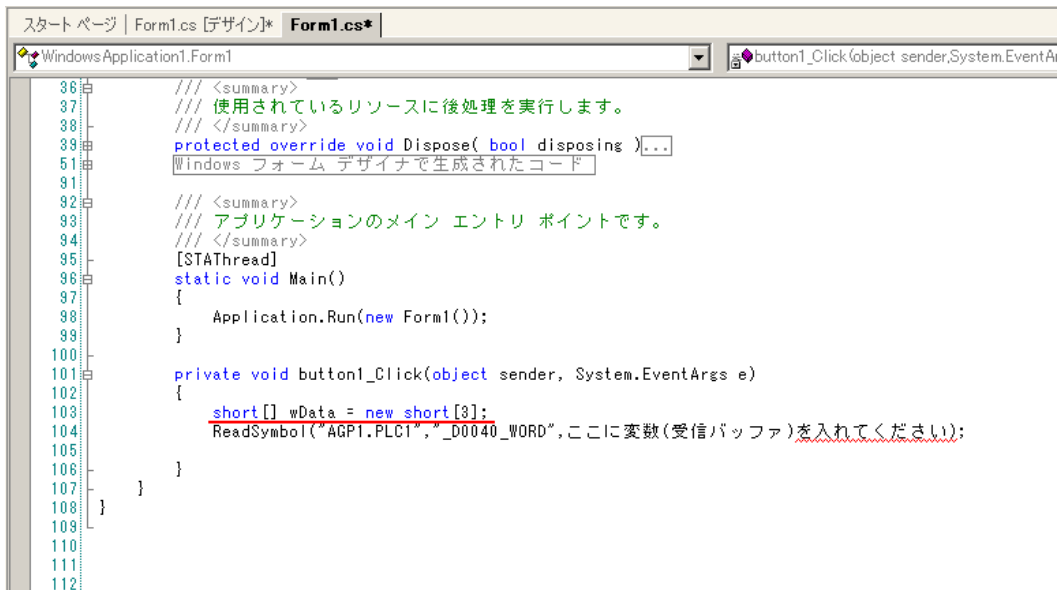 スタート ページ | Form1.cs [デザイン]* Form1.cs*
WindowsApplication1.Form1 button1_Click(object sender,System.EventAr
36 /// <summary>
37 /// 使用されているリソースに後処理を実行します。
38 /// </summary>
39 protected override void Dispose( bool disposing )...
51 Windows フォーム デザイナで生成されたコード
91
92 /// <summary>
93 /// アプリケーションのメイン エントリ ポイントです。
94 /// </summary>
95 [STAThread]
96 static void Main()
97 {
98 Application.Run(new Form1());
99 }
100
101 private void button1_Click(object sender, System.EventArgs e)
102 {
103 short[] wData = new short[3];
104 ReadSymbol("AGP1.PLC1","_D0040_WORD",ここに変数(受信バッファ)を入れてください);
105
106 }
107 }
108 }
109
110
111
112